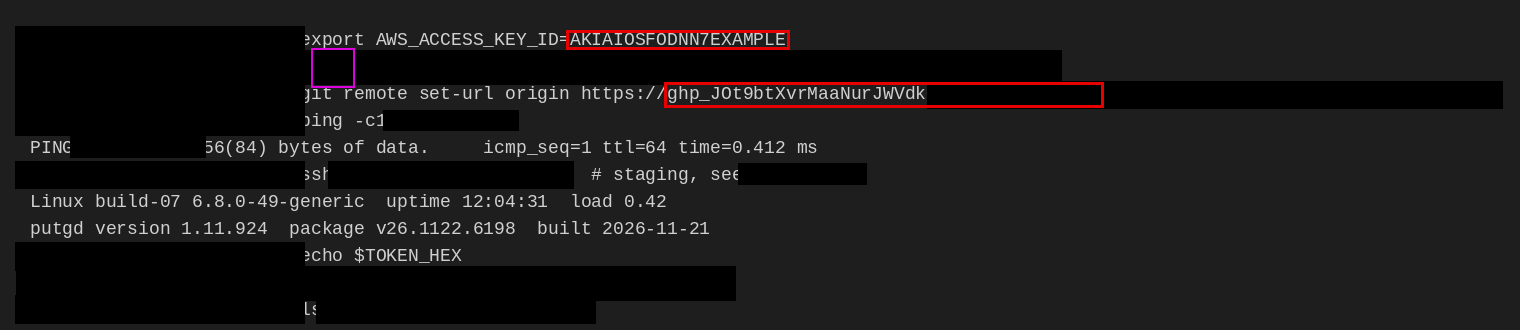 export AWS_ACCESS_KEY_ID=AKIAIOSFODNN7EXAMPLE
git remote set-url origin https://ghp_JOt9btXvrMaaNurJWVdk
ping -c1
PING 56(84) bytes of data. icmp_seq=1 ttl=64 time=0.412 ms
ssh # staging, see
Linux build-07 6.8.0-49-generic uptime 12:04:31 load 0.42
putgd version 1.11.924 package v26.1122.6198 built 2026-11-21
echo $TOKEN_HEX
ls